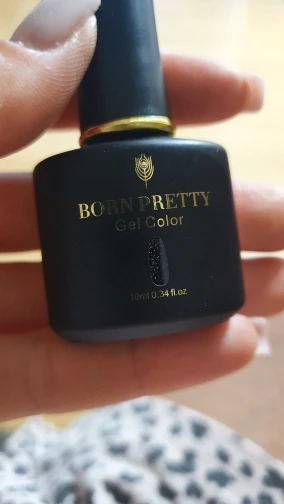 BORN PRETTY
Gel Color
10ml 0.34 fl.oz